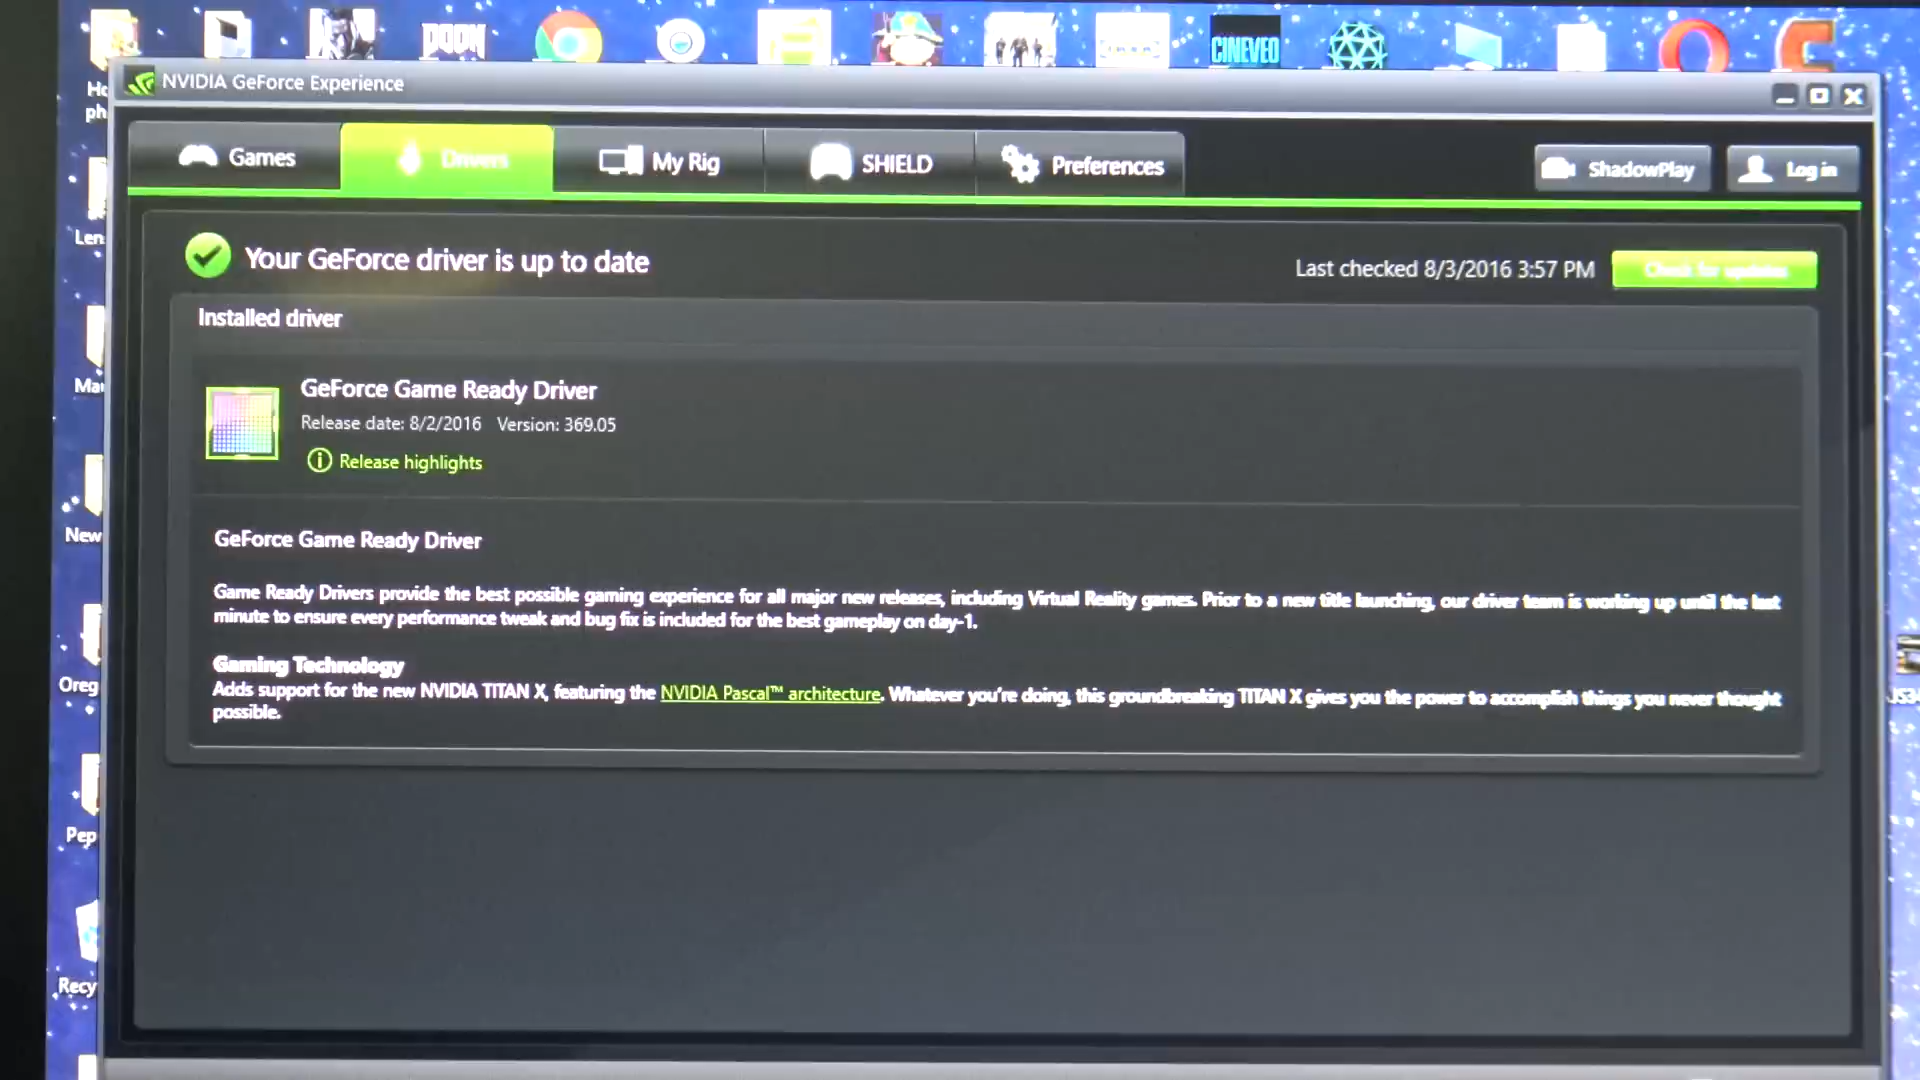 DOOM
CINEVEO
NVIDIA GeForce Experience
Games
Drivers
My Rig
SHIELD
Preferences
ShadowPlay
Log in
Your GeForce driver is up to date
Last checked 8/3/2016 3:57 PM
Check for updates
Installed driver
GeForce Game Ready Driver
Release date: 8/2/2016 Version: 369.05
Release highlights
GeForce Game Ready Driver
Game Ready Drivers provide the best possible gaming experience for all major new releases, including Virtual Reality games. Prior to a new title launching, our driver team is working up until the last
minute to ensure every performance tweak and bug fix is included for the best gameplay on day-1.
Gaming Technology
Adds support for the new NVIDIA TITAN X, featuring the NVIDIA Pascal™ architecture. Whatever you're doing, this groundbreaking TITAN X gives you the power to accomplish things you never thought
possible.
Ho
ph
Len
Ma
New
Oreg
Pep
Recy